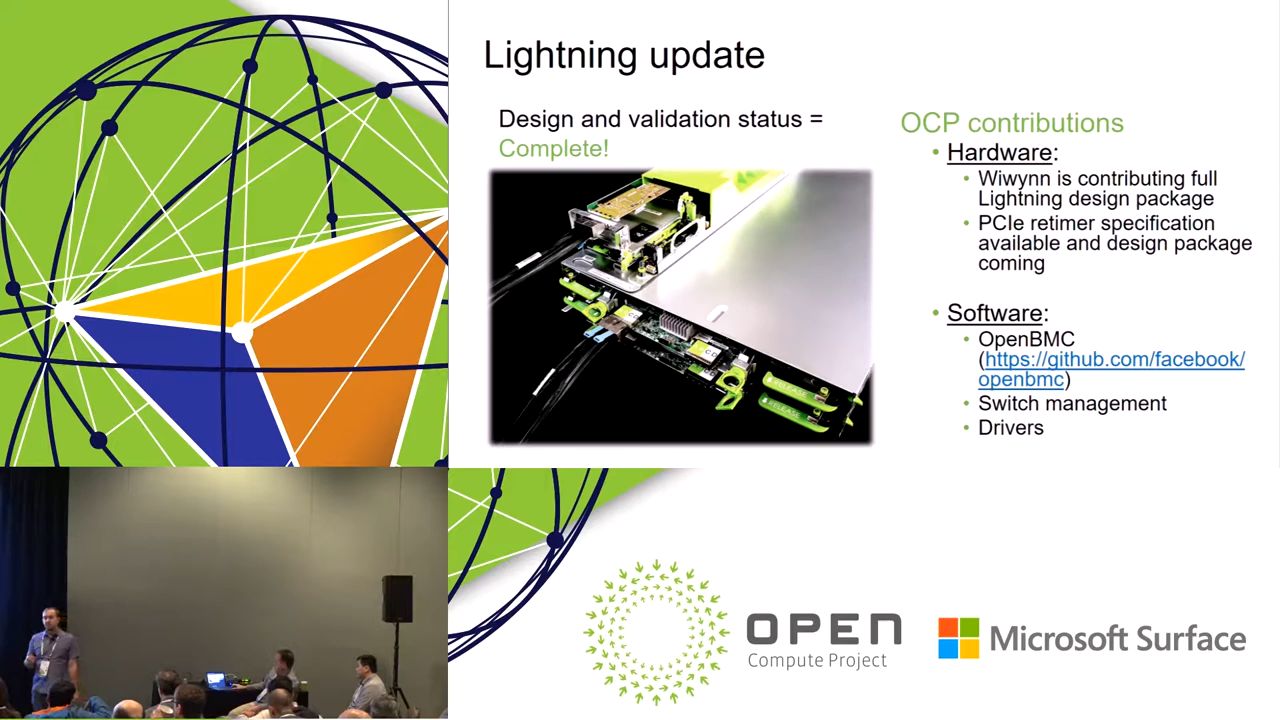 Lightning update
Design and validation status =
Complete!
OCP contributions
• Hardware:
• Wiwynn is contributing full
Lightning design package
• PCIe retimer specification
available and design package
coming
• Software:
• OpenBMC
(https://github.com/facebook/
openbmc)
• Switch management
• Drivers
RELEASE
RELEASE
OPEN
Compute Project
Microsoft Surface